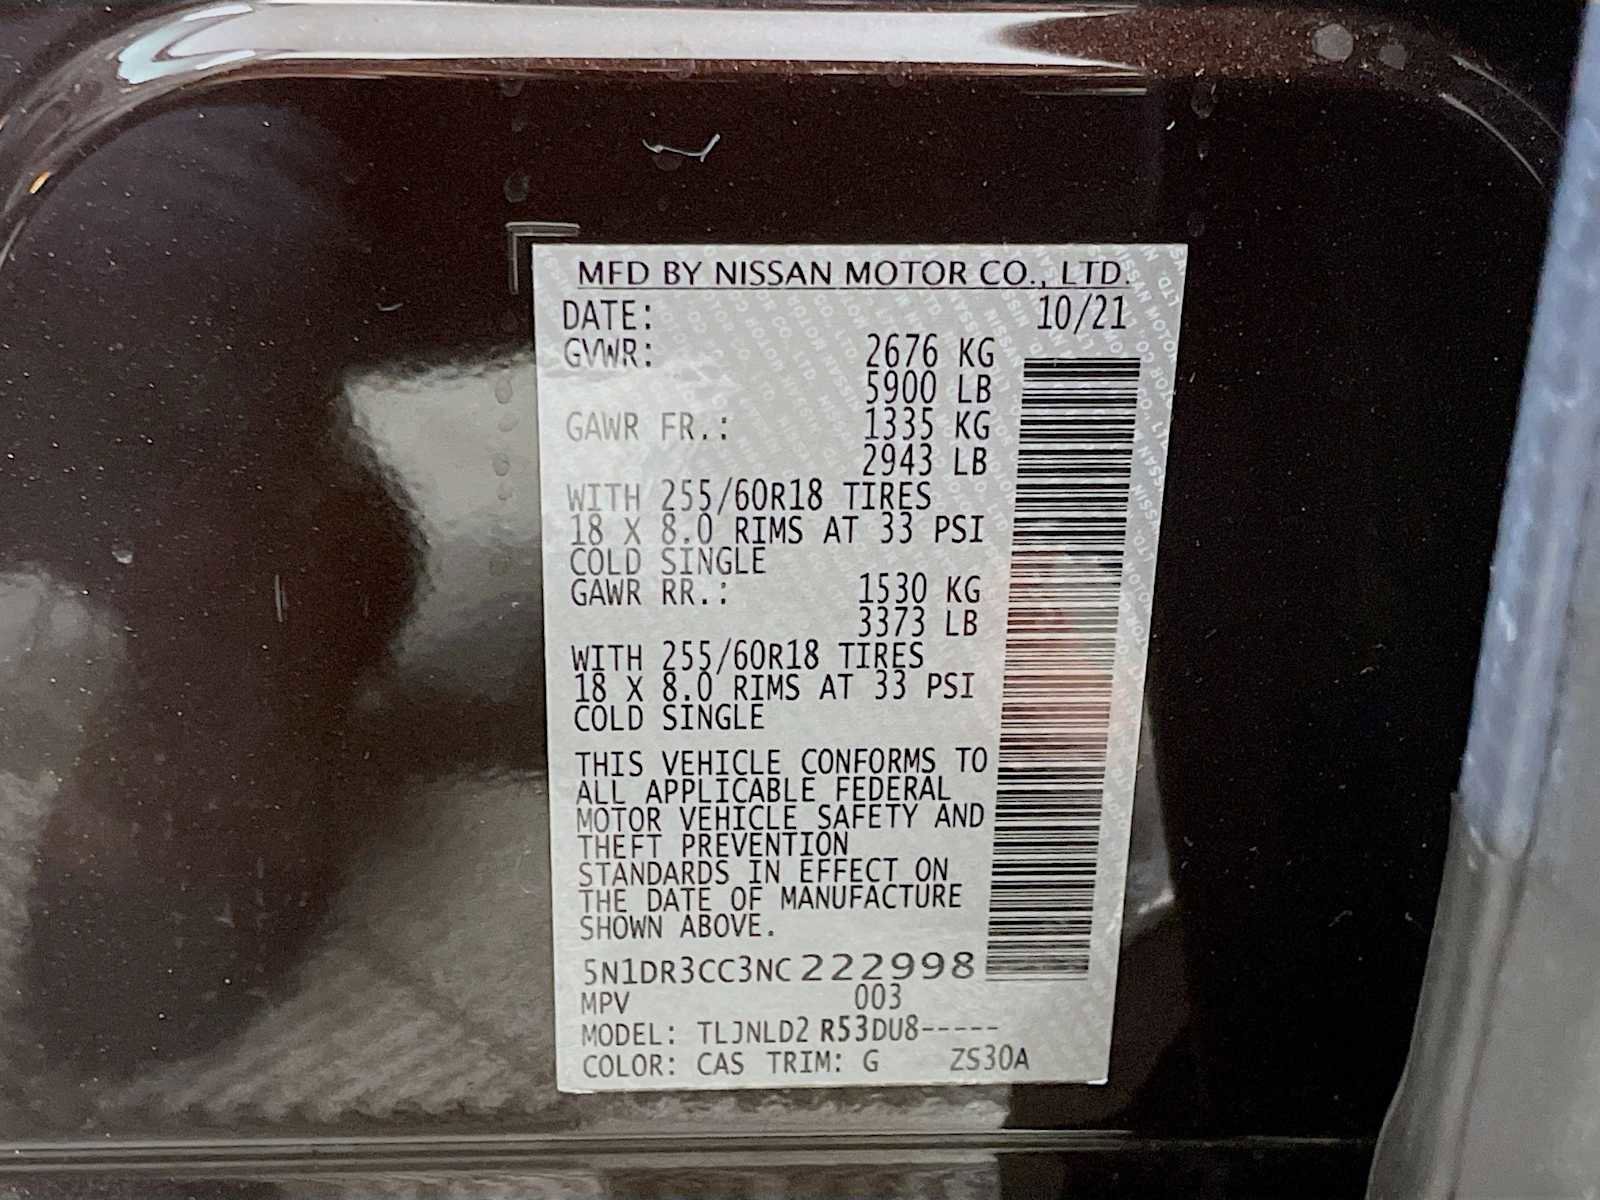 MFD BY NISSAN MOTOR CO., LTD.
DATE: 10/21
GVWR: 2676 KG
5900 LB
GAWR FR.: 1335 KG
2943 LB
WITH 255/60R18 TIRES
18 X 8.0 RIMS AT 33 PSI
COLD SINGLE
GAWR RR.: 1530 KG
3373 LB
WITH 255/60R18 TIRES
18 X 8.0 RIMS AT 33 PSI
COLD SINGLE
THIS VEHICLE CONFORMS TO
ALL APPLICABLE FEDERAL
MOTOR VEHICLE SAFETY AND
THEFT PREVENTION
STANDARDS IN EFFECT ON
THE DATE OF MANUFACTURE
SHOWN ABOVE.
5N1DR3CC3NC222998
MPV 003
MODEL: TLJNLD2 R53DU8-----
COLOR: CAS TRIM: G ZS30A